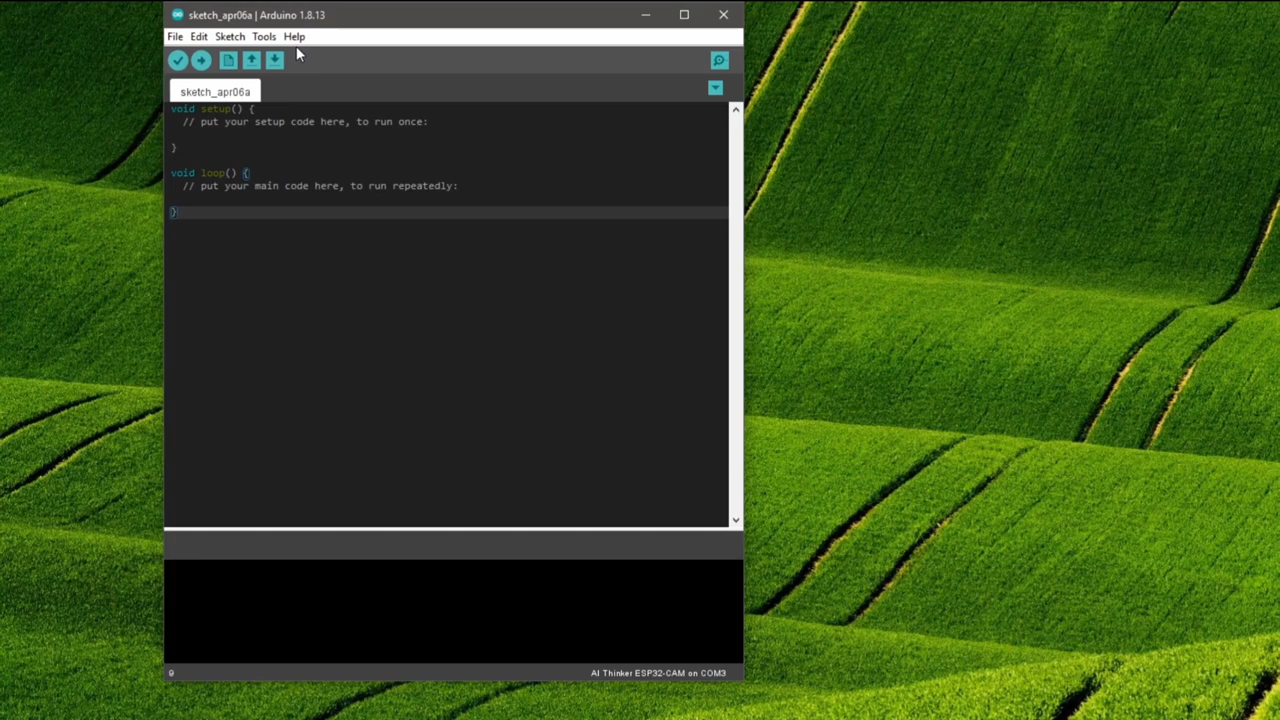 sketch_apr06a | Arduino 1.8.13
File Edit Sketch Tools Help
sketch_apr06a
void setup() {
  // put your setup code here, to run once:
}
void loop() {
  // put your main code here, to run repeatedly:
}
9
AI Thinker ESP32-CAM on COM3